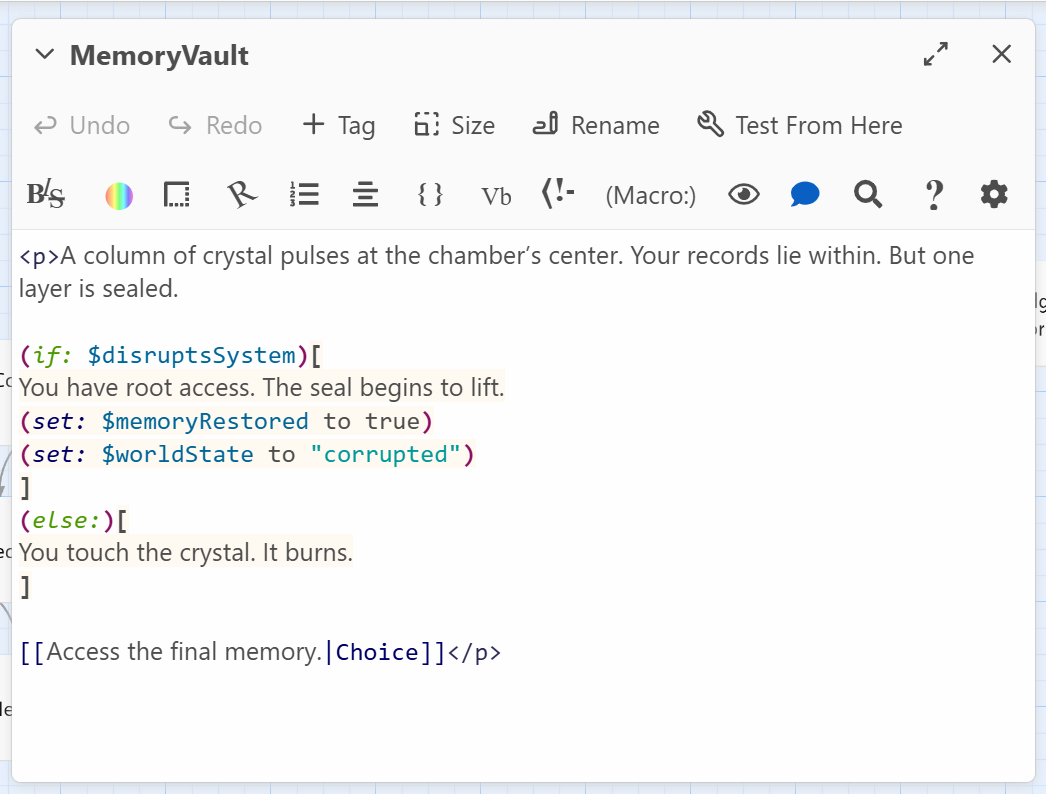 MemoryVault
Undo Redo + Tag Size Rename Test From Here
B/S 1 2 3 { } Vb (!- (Macro:) ?
<p>A column of crystal pulses at the chamber’s center. Your records lie within. But one
layer is sealed.
(if: $disruptsSystem)[
You have root access. The seal begins to lift.
(set: $memoryRestored to true)
(set: $worldState to "corrupted")
]
(else:)[
You touch the crystal. It burns.
]
[[Access the final memory.|Choice]]</p>